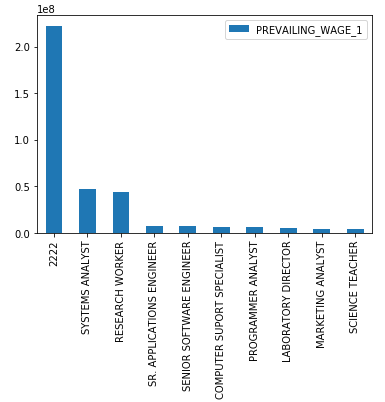 1e8
PREVAILING_WAGE_1
2.0
1.5
1.0
0.5
0.0
2222
SYSTEMS ANALYST
RESEARCH WORKER
SR. APPLICATIONS ENGINEER
SENIOR SOFTWARE ENGINEER
COMPUTER SUPORT SPECIALIST
PROGRAMMER ANALYST
LABORATORY DIRECTOR
MARKETING ANALYST
SCIENCE TEACHER